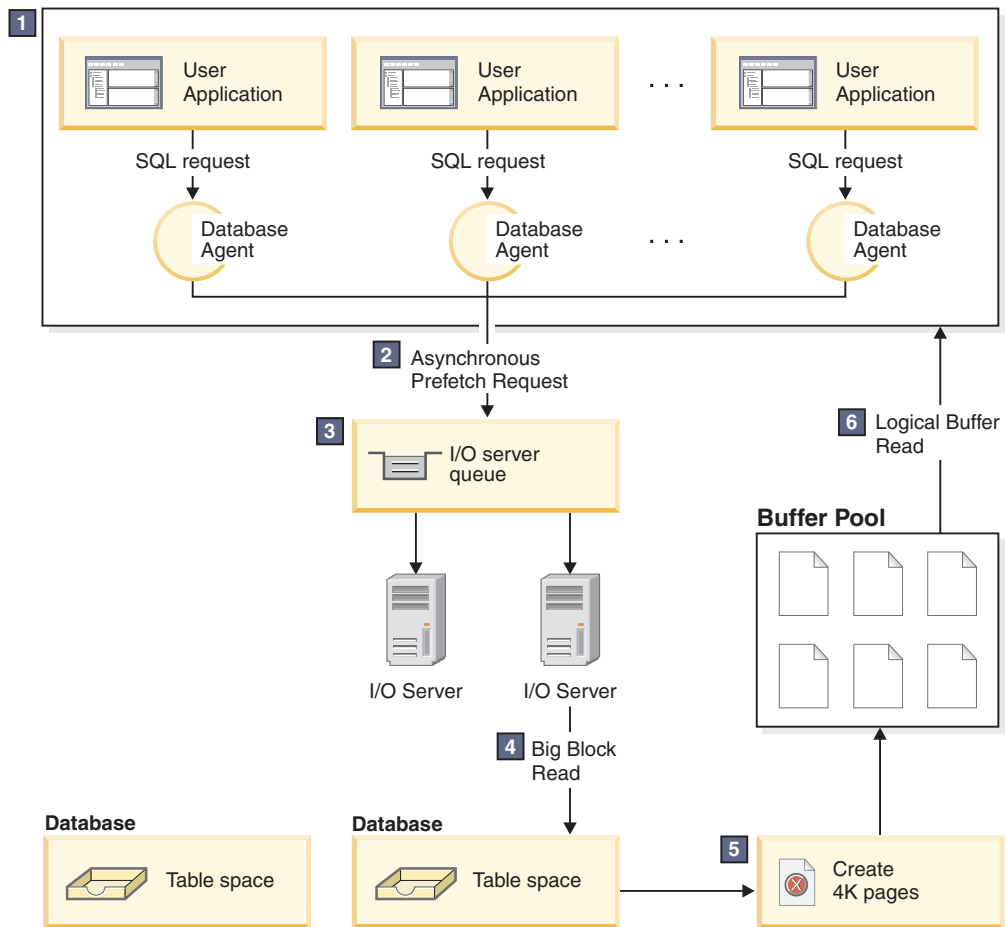 1
User
Application
User
Application
. . .
User
Application
SQL request
SQL request
SQL request
Database
Agent
Database
Agent
. . .
Database
Agent
2
Asynchronous
Prefetch Request
3
I/O server
queue
6
Logical Buffer
Read
Buffer Pool
I/O Server
I/O Server
4
Big Block
Read
Database
Table space
Database
Table space
5
X
Create
4K pages